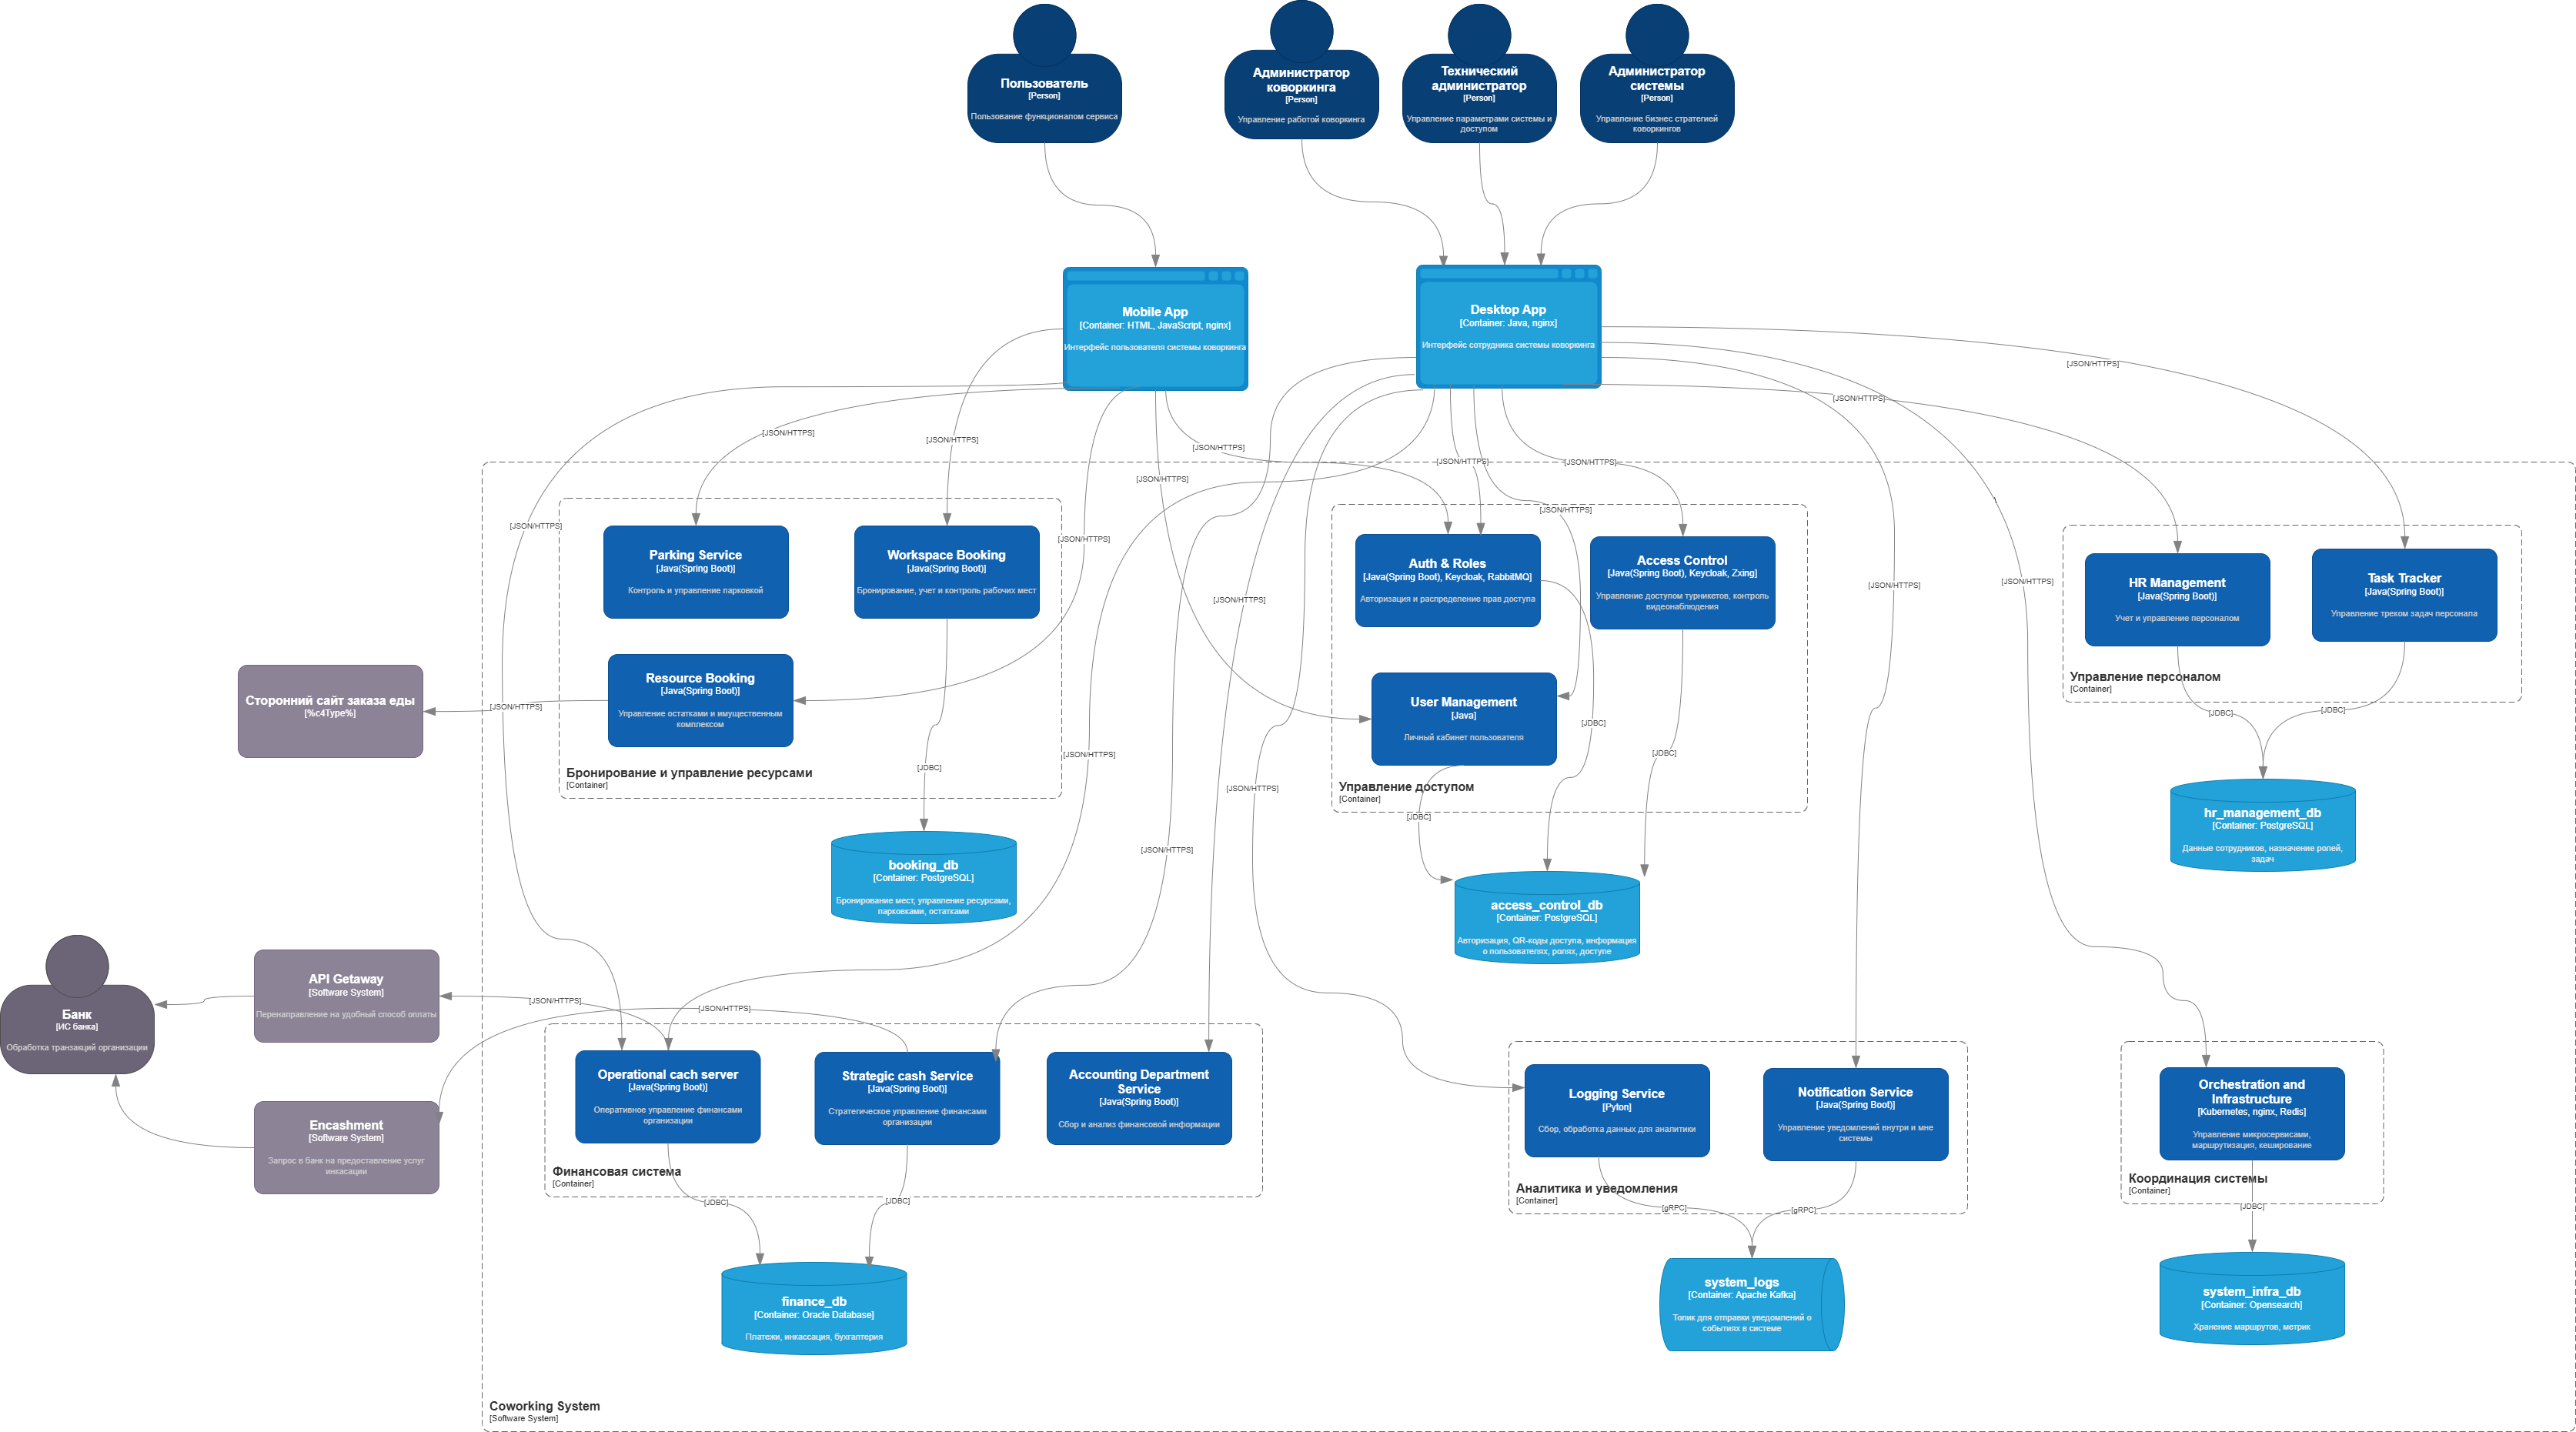 Пользователь
[Person]
Пользование функционалом сервиса
Администратор
коворкинга
[Person]
Управление работой коворкинга
Технический
администратор
[Person]
Управление параметрами системы и
доступом
Администратор
системы
[Person]
Управление бизнес стратегией
коворкингов
Mobile App
[Container: HTML, JavaScript, nginx]
Интерфейс пользователя системы коворкинга
Desktop App
[Container: Java, nginx]
Интерфейс сотрудника системы коворкинга
[JSON/HTTPS]
[JSON/HTTPS]
[JSON/HTTPS]
[JSON/HTTPS]
[JSON/HTTPS]
[JSON/HTTPS]
[JSON/HTTPS]
[JSON/HTTPS]
[JSON/HTTPS]
[JSON/HTTPS]
[JSON/HTTPS]
[JSON/HTTPS]
Parking Service
[Java(Spring Boot)]
Контроль и управление парковкой
Workspace Booking
[Java(Spring Boot)]
Бронирование, учет и контроль рабочих мест
Auth & Roles
[Java(Spring Boot), Keycloak, RabbitMQ]
Авторизация и распределение прав доступа
Access Control
[Java(Spring Boot), Keycloak, Zxing]
Управление доступом турникетов, контроль
видеонаблюдения
HR Management
[Java(Spring Boot)]
Учет и управление персоналом
Task Tracker
[Java(Spring Boot)]
Управление треком задач персонала
[JSON/HTTPS]
[JSON/HTTPS]
[JSON/HTTPS]
Сторонний сайт заказа еды
[%c4Type%]
[JSON/HTTPS]
Resource Booking
[Java(Spring Boot)]
Управление остатками и имущественным
комплексом
User Management
[Java]
Личный кабинет пользователя
[JDBC]
[JDBC]
Управление персоналом
[Container]
[JDBC]
[JDBC]
Бронирование и управление ресурсами
[Container]
[JDBC]
[JSON/HTTPS]
[JSON/HTTPS]
Управление доступом
[Container]
[JDBC]
[JSON/HTTPS]
booking_db
[Container: PostgreSQL]
Бронирование мест, управление ресурсами,
парковками, остатками
access_control_db
[Container: PostgreSQL]
Авторизация, QR-коды доступа, информация
о пользователях, ролях, доступе
hr_management_db
[Container: PostgreSQL]
Данные сотрудников, назначение ролей,
задач
Банк
[ИС банка]
Обработка транзакций организации
API Getaway
[Software System]
Перенаправление на удобный способ оплаты
[JSON/HTTPS]
[JSON/HTTPS]
Encashment
[Software System]
Запрос в банк на предоставление услуг
инкасации
Operational cach server
[Java(Spring Boot)]
Оперативное управление финансами
организации
Strategic cash Service
[Java(Spring Boot)]
Стратегическое управление финансами
организации
Accounting Department
Service
[Java(Spring Boot)]
Сбор и анализ финансовой информации
Финансовая система
[Container]
[JDBC]
[JDBC]
Logging Service
[Pyton]
Сбор, обработка данных для аналитики
Notification Service
[Java(Spring Boot)]
Управление уведомлений внутри и мне
системы
Аналитика и уведомления
[Container]
[gRPC]
[gRPC]
Orchestration and
Infrastructure
[Kubernetes, nginx, Redis]
Управление микросервисами,
маршрутизация, кеширование
Координация системы
[Container]
[JDBC]
finance_db
[Container: Oracle Database]
Платежи, инкассация, бухгалтерия
system_logs
[Container: Apache Kafka]
Топик для отправки уведомлений о
событиях в системе
system_infra_db
[Container: Opensearch]
Хранение маршрутов, метрик
Coworking System
[Software System]